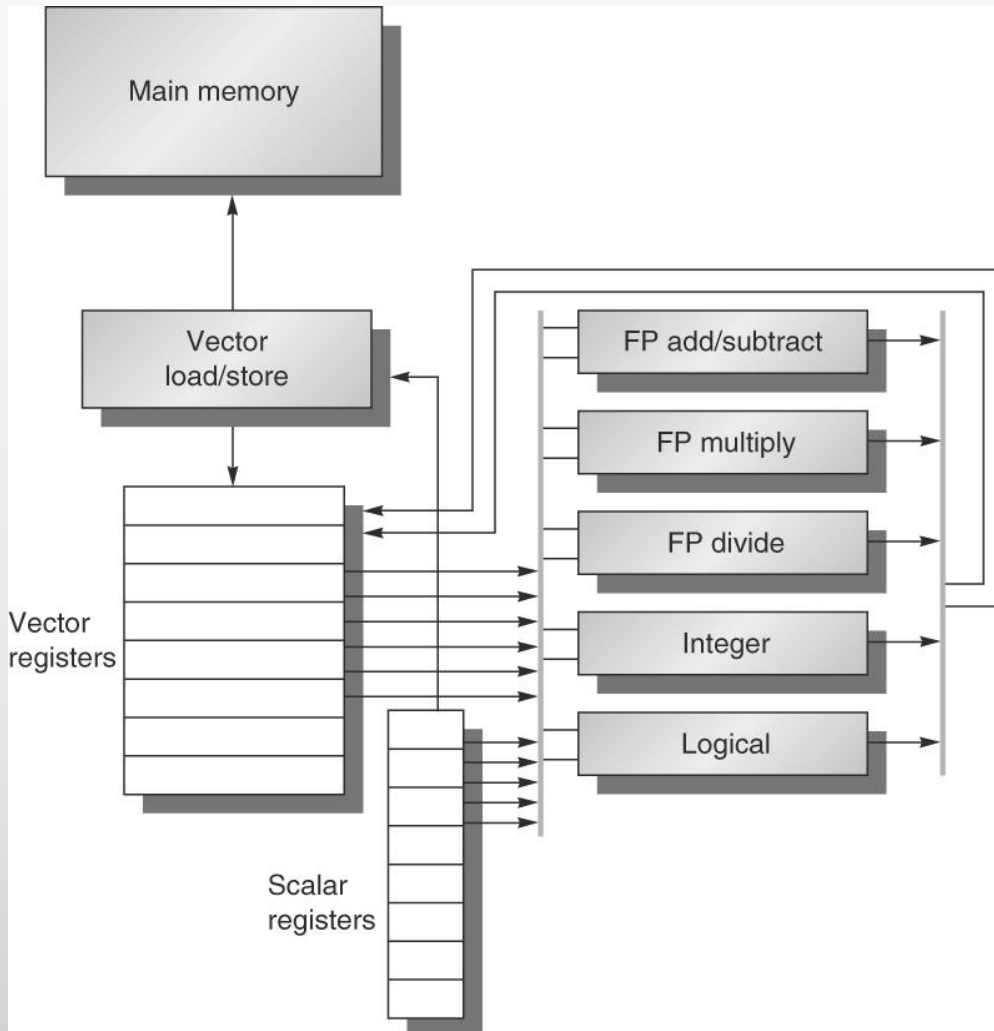 Main memory
Vector
load/store
FP add/subtract
FP multiply
FP divide
Integer
Logical
Vector
registers
Scalar
registers